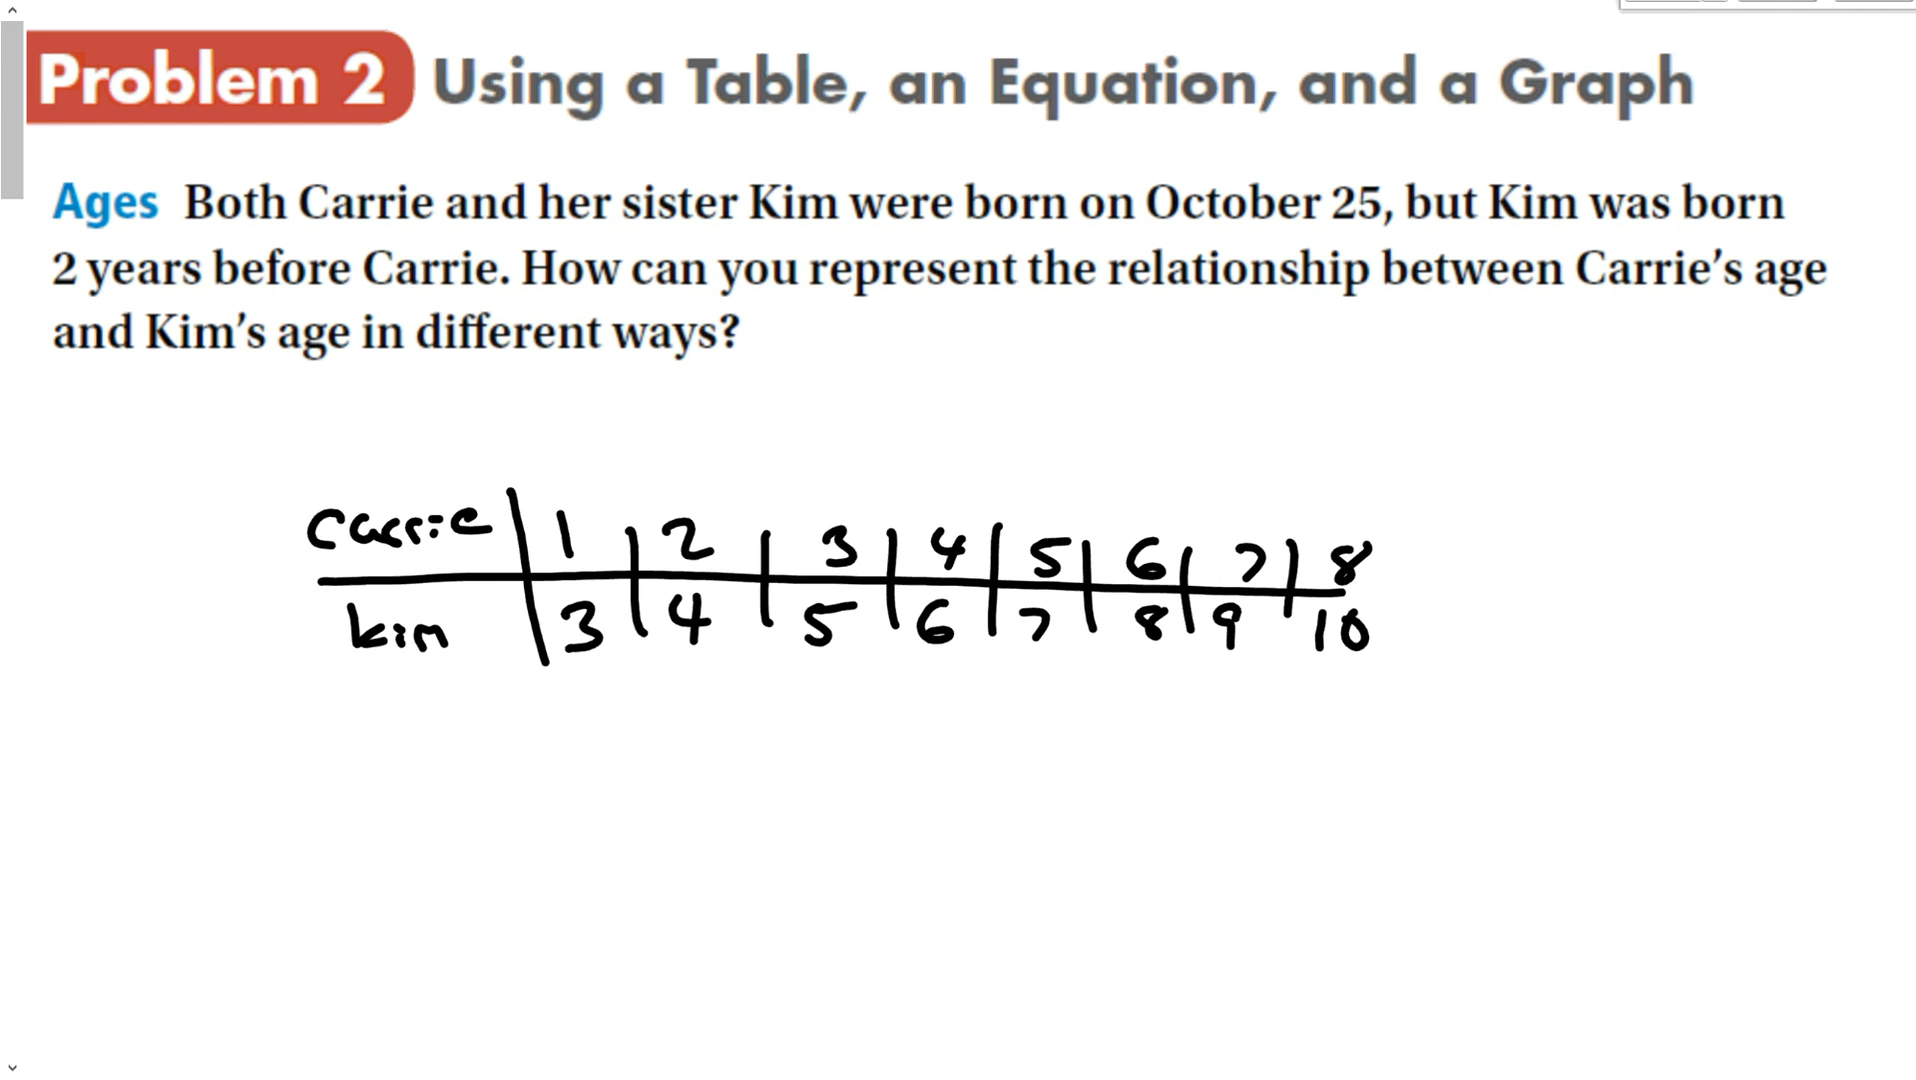 Problem 2 Using a Table, an Equation, and a Graph
Ages Both Carrie and her sister Kim were born on October 25, but Kim was born
2 years before Carrie. How can you represent the relationship between Carrie's age
and Kim's age in different ways?
Carrie 1 2 3 4 5 6 7 8
kim 3 4 5 6 7 8 9 10